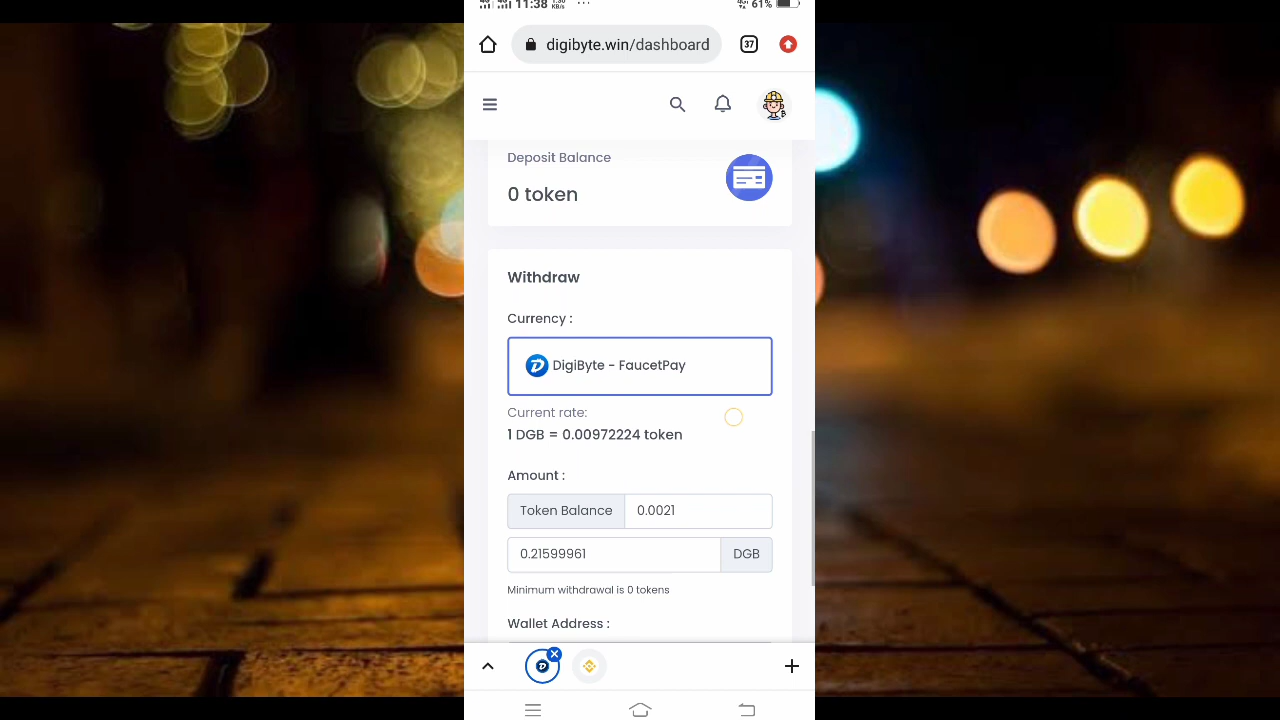 11:38
61%
digibyte.win/dashboard
37
Deposit Balance
0 token
Withdraw
Currency :
DigiByte - FaucetPay
Current rate:
1 DGB = 0.00972224 token
Amount :
Token Balance 0.0021
0.21599961 DGB
Minimum withdrawal is 0 tokens
Wallet Address :